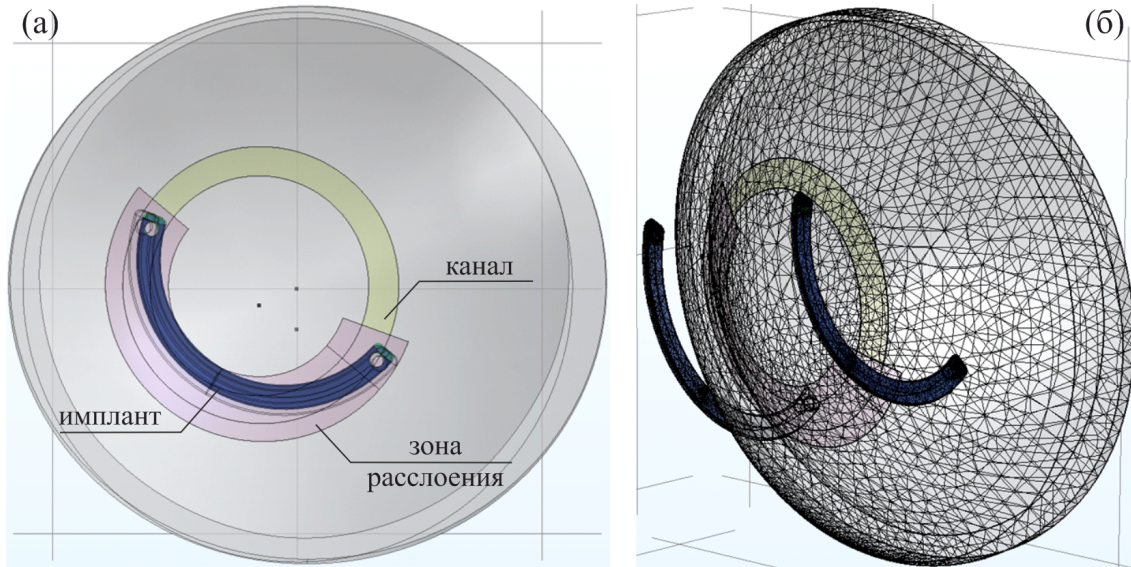 (а)
(б)
канал
имплант
зона
расслоения